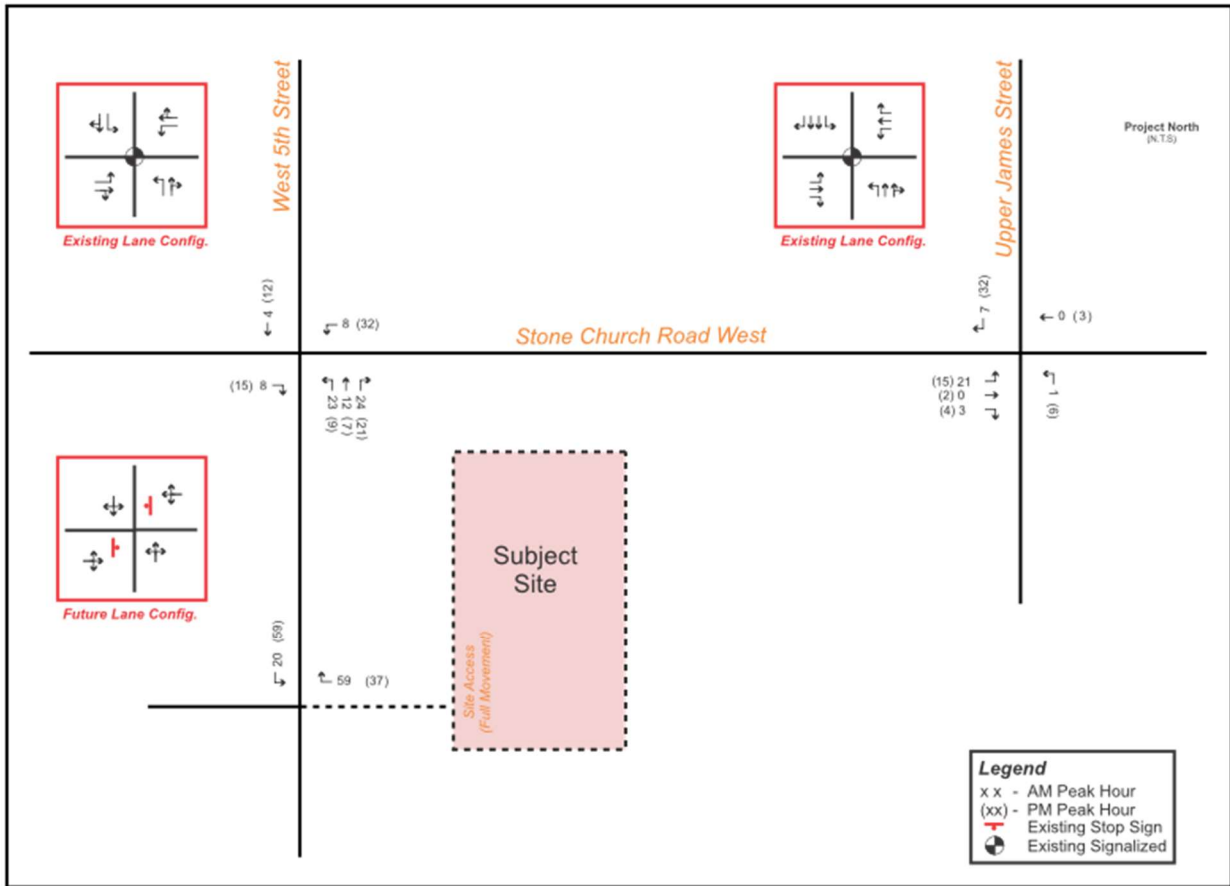 West 5th Street
Upper James Street
Project North
(N.T.S)
Existing Lane Config.
Existing Lane Config.
4 (12)
8 (32)
Stone Church Road West
7 (32)
0 (3)
(15) 8
23 (9)
12 (7)
24 (21)
(15) 21
(2) 0
(4) 3
1 (6)
Subject
Site
Future Lane Config.
20 (59)
59 (37)
Site Access
(Full Movement)
Legend
x x - AM Peak Hour
(xx) - PM Peak Hour
Existing Stop Sign
Existing Signalized